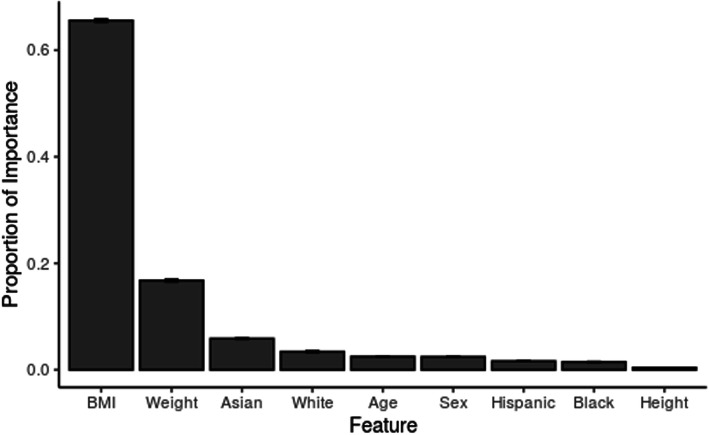 Proportion of Importance
0.6
0.4
0.2
0.0
BMI Weight Asian White Age Sex Hispanic Black Height
Feature